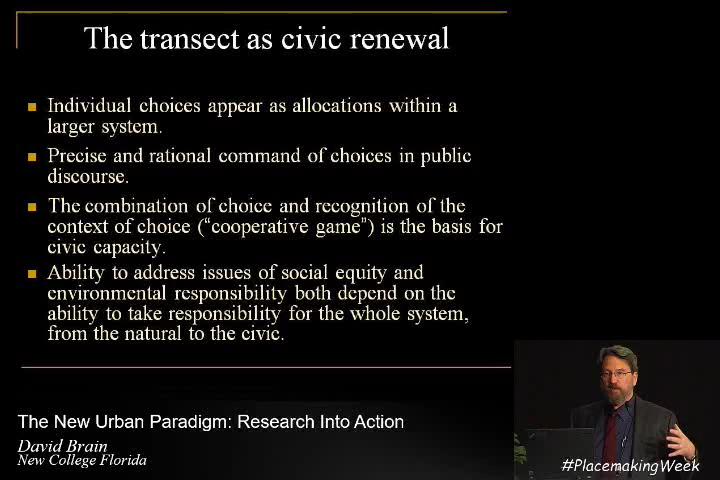 The transect as civic renewal
Individual choices appear as allocations within a
larger system.
Precise and rational command of choices in public
discourse.
The combination of choice and recognition of the
context of choice (“cooperative game”) is the basis for
civic capacity.
Ability to address issues of social equity and
environmental responsibility both depend on the
ability to take responsibility for the whole system,
from the natural to the civic.
The New Urban Paradigm: Research Into Action
David Brain
New College Florida
#PlacemakingWeek